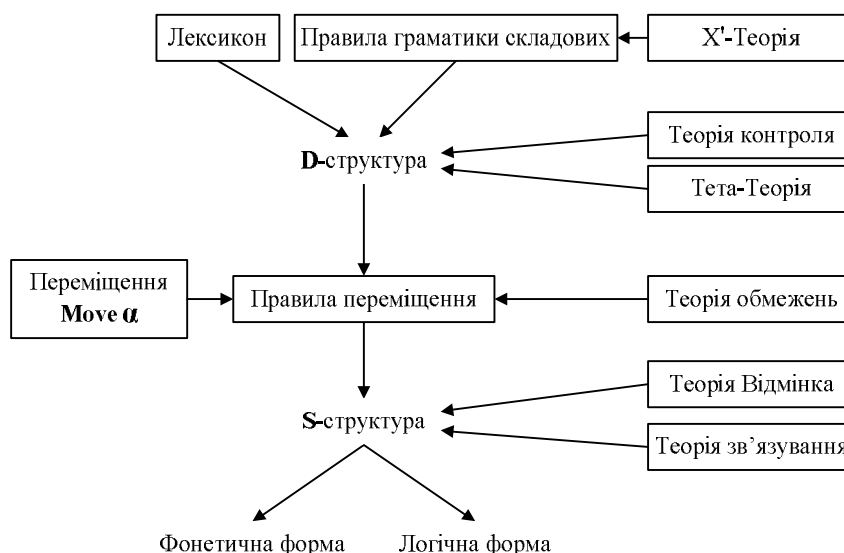 Лексикон
Правила граматики складових
X'-Теорія
Теорія контроля
D-структура
Тета-Теорія
Переміщення
Move α
Правила переміщення
Теорія обмежень
Теорія Відмінка
S-структура
Теорія зв’язування
Фонетична форма
Логічна форма